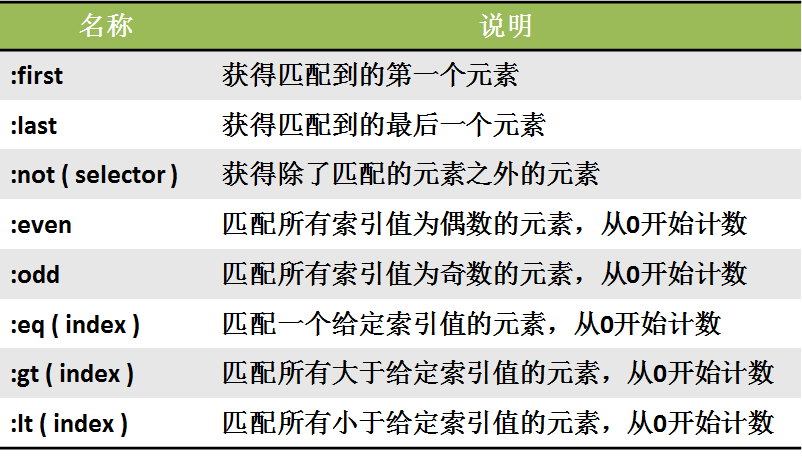 名称 说明
:first 获得匹配到的第一个元素
:last 获得匹配到的最后一个元素
:not ( selector ) 获得除了匹配的元素之外的元素
:even 匹配所有索引值为偶数的元素，从0开始计数
:odd 匹配所有索引值为奇数的元素，从0开始计数
:eq ( index ) 匹配一个给定索引值的元素，从0开始计数
:gt ( index ) 匹配所有大于给定索引值的元素，从0开始计数
:lt ( index ) 匹配所有小于给定索引值的元素，从0开始计数